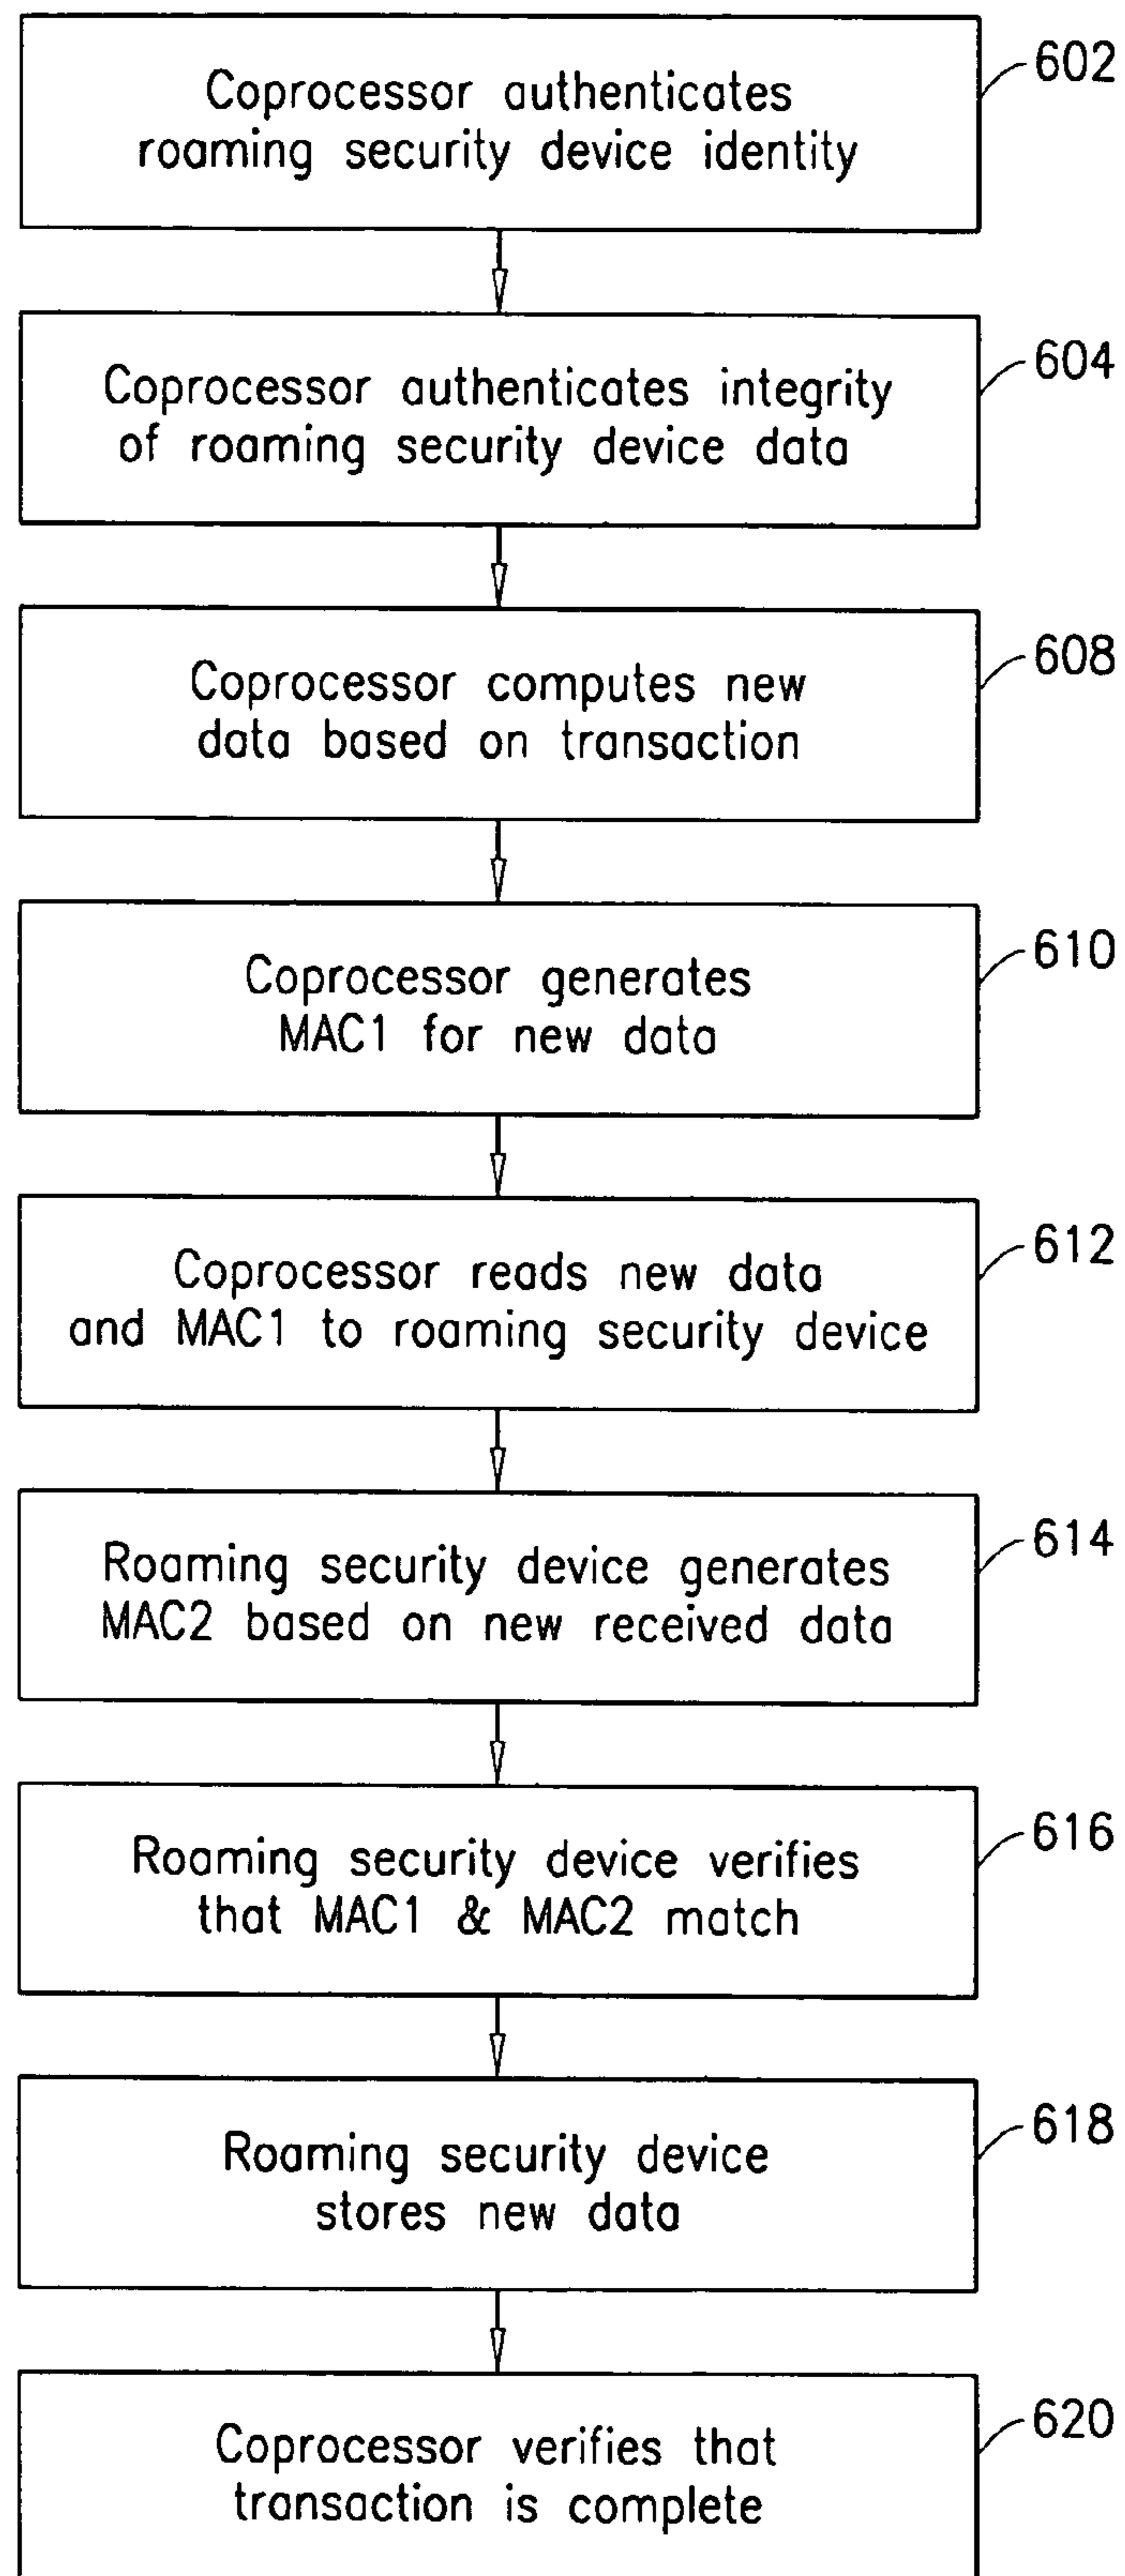 Coprocessor authenticates
roaming security device identity
602
Coprocessor authenticates integrity
of roaming security device data
604
Coprocessor computes new
data based on transaction
608
Coprocessor generates
MAC1 for new data
610
Coprocessor reads new data
and MAC1 to roaming security device
612
Roaming security device generates
MAC2 based on new received data
614
Roaming security device verifies
that MAC1 & MAC2 match
616
Roaming security device
stores new data
618
Coprocessor verifies that
transaction is complete
620